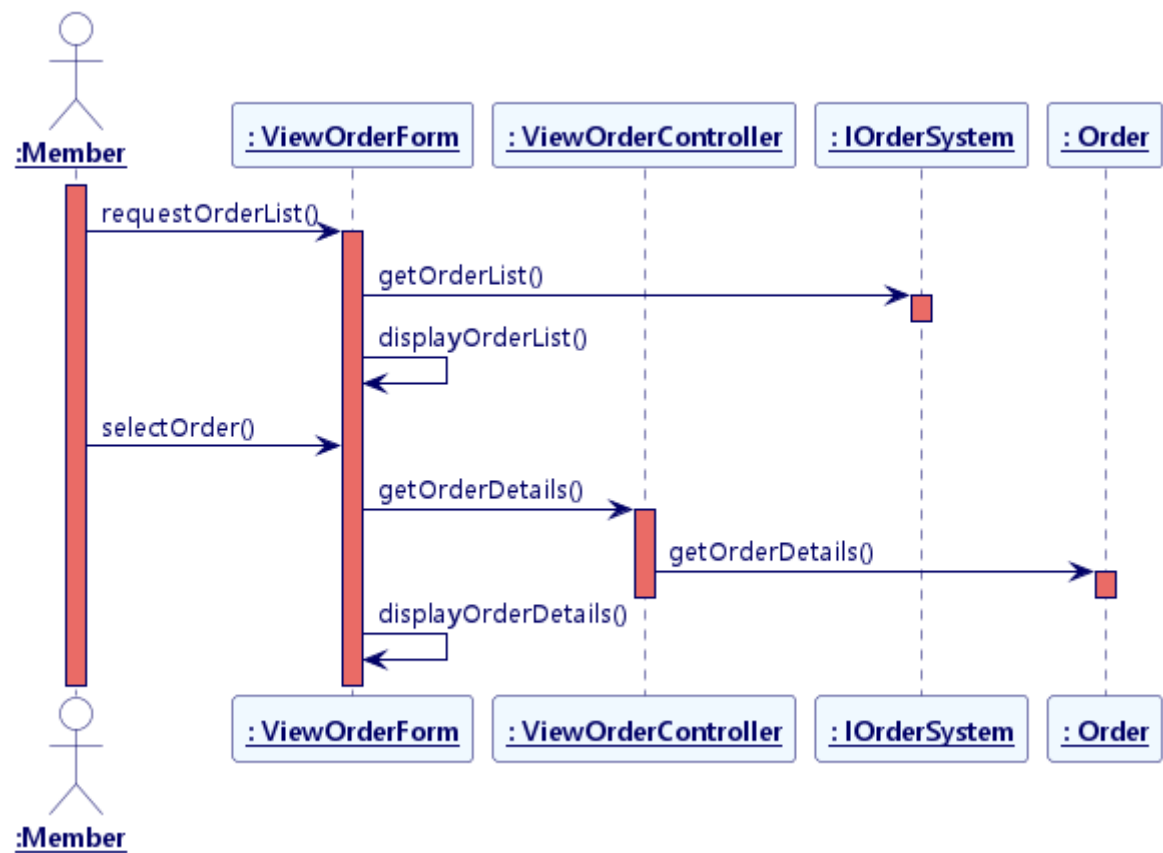 :Member
: ViewOrderForm
: ViewOrderController
: IOrderSystem
: Order
requestOrderList()
getOrderList()
displayOrderList()
selectOrder()
getOrderDetails()
getOrderDetails()
displayOrderDetails()
: ViewOrderForm
: ViewOrderController
: IOrderSystem
: Order
:Member